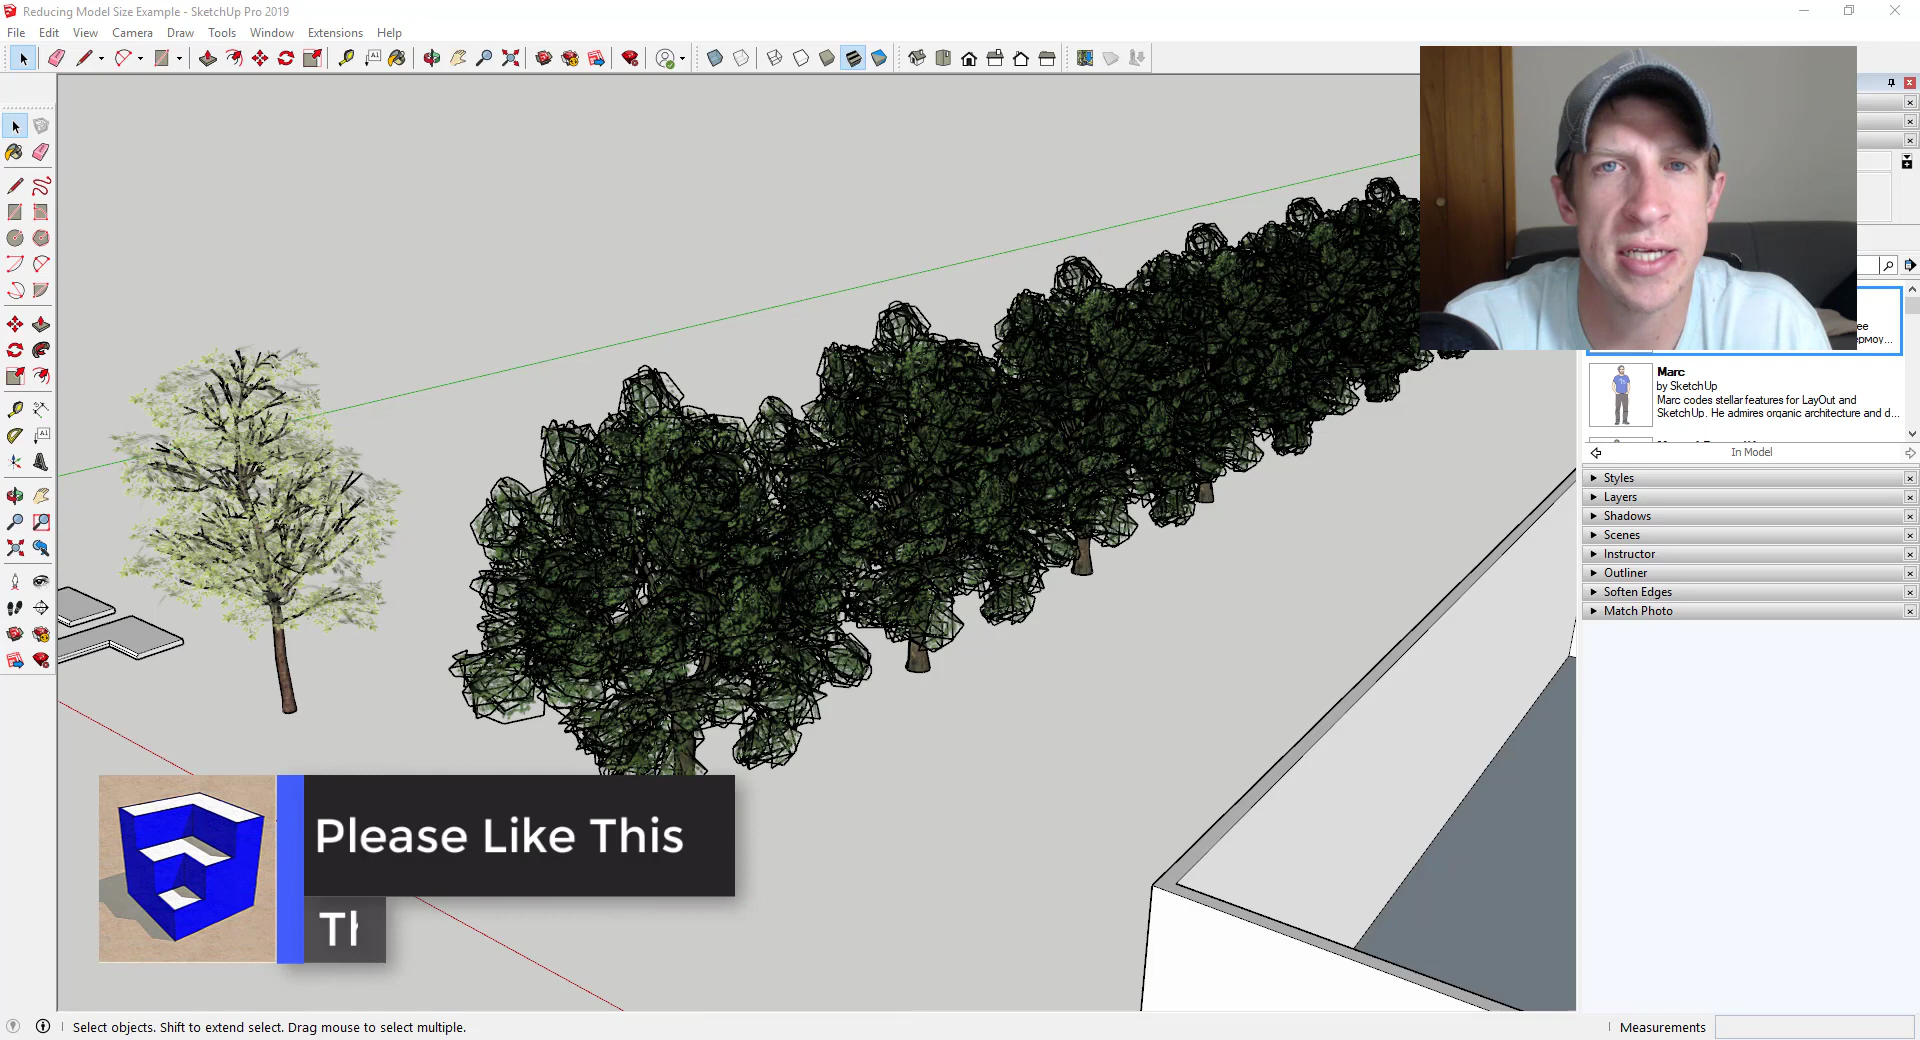 Reducing Model Size Example - SketchUp Pro 2019
File Edit View Camera Draw Tools Window Extensions Help
ee
Marc
by SketchUp
Marc codes stellar features for LayOut and
SketchUp. He admires organic architecture and d...
In Model
Styles
Layers
Shadows
Scenes
Instructor
Outliner
Soften Edges
Match Photo
Please Like This
Th
Select objects. Shift to extend select. Drag mouse to select multiple.
Measurements